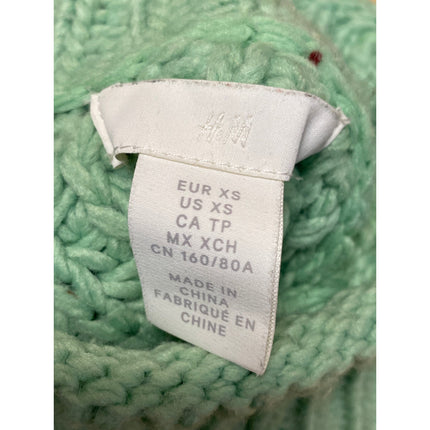 H&M
EUR XS
US XS
CA TP
MX XCH
CN 160/80A
MADE IN
CHINA
FABRIQUÉ EN
CHINE